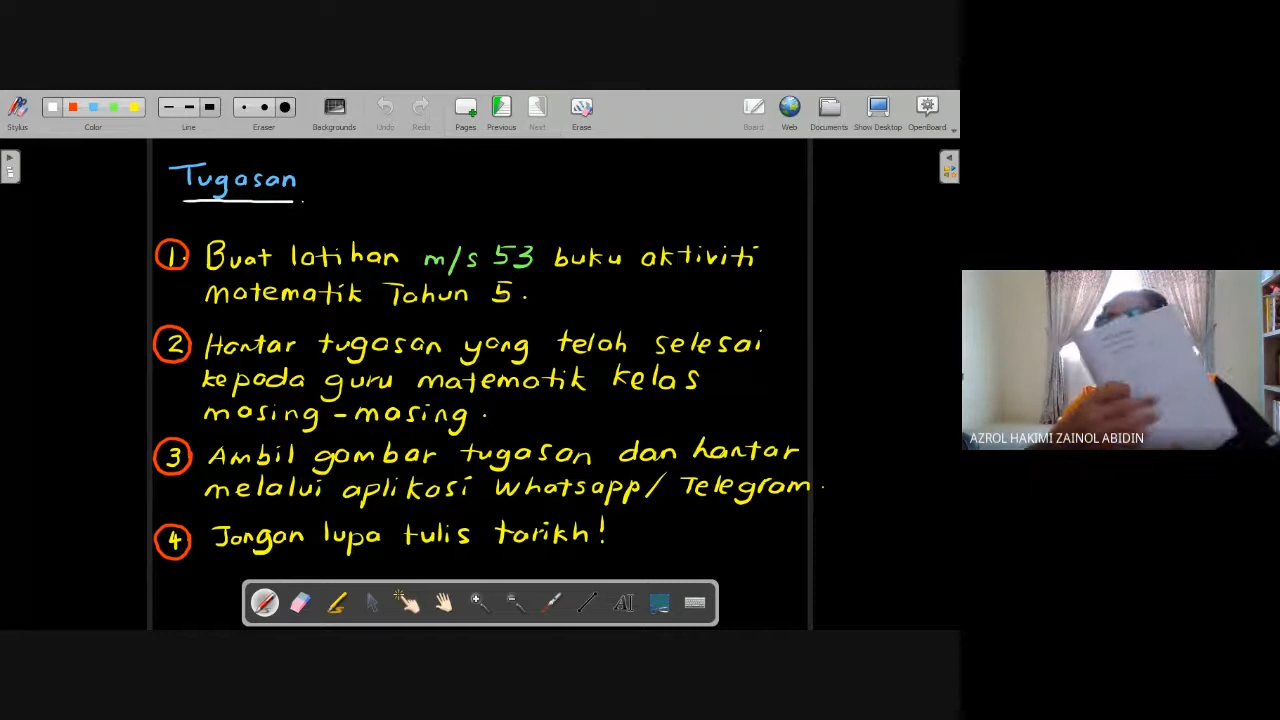 Stylus
Color
Line
Eraser
Backgrounds
Undo
Redo
Pages
Previous
Next
Erase
Board
Web
Documents
Show Desktop
OpenBoard
Tugasan
1. Buat latihan m/s 53 buku aktiviti
matematik Tahun 5.
2 Hantar tugasan yang telah selesai
kepada guru matematik kelas
masing-masing.
3 Ambil gambar tugasan dan hantar
melalui aplikasi Whatsapp/Telegram.
4 Jangan lupa tulis tarikh!
AI
AZROL HAKIMI ZAINOL ABIDIN